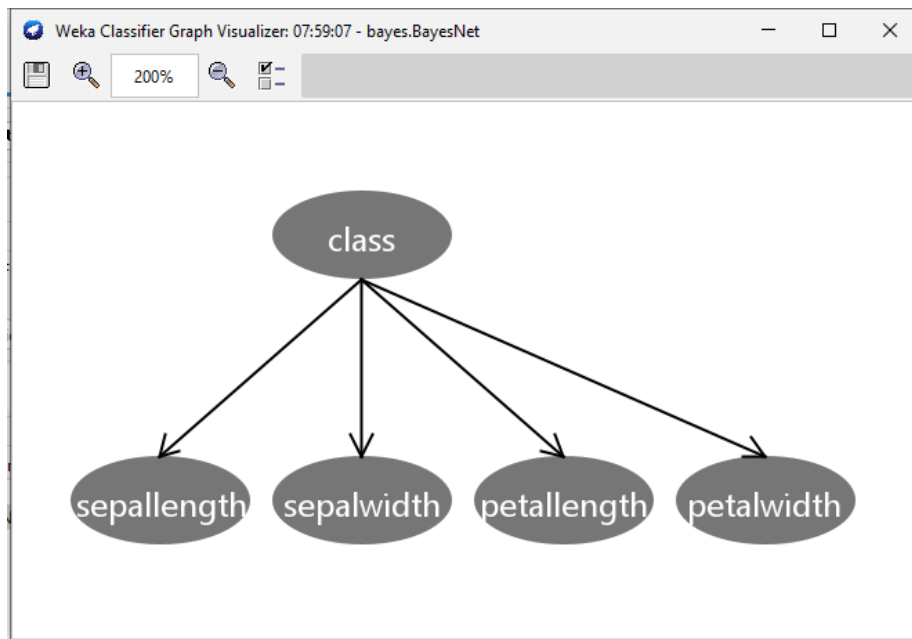 Weka Classifier Graph Visualizer: 07:59:07 - bayes.BayesNet
200%
class
sepallength sepalwidth petallength petalwidth